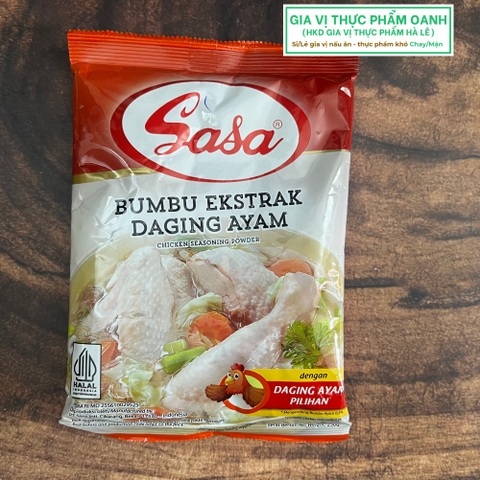 GIA VỊ THỰC PHẨM OANH
(HKD GIA VỊ THỰC PHẨM HÀ LÊ)
Sỉ/Lẻ gia vị nấu ăn - thực phẩm khô Chay/Mặn
Sasa®
BUMBU EKSTRAK
DAGING AYAM
CHICKEN SEASONING POWDER
HALAL
INDONESIA
dengan
DAGING AYAM
PILIHAN*